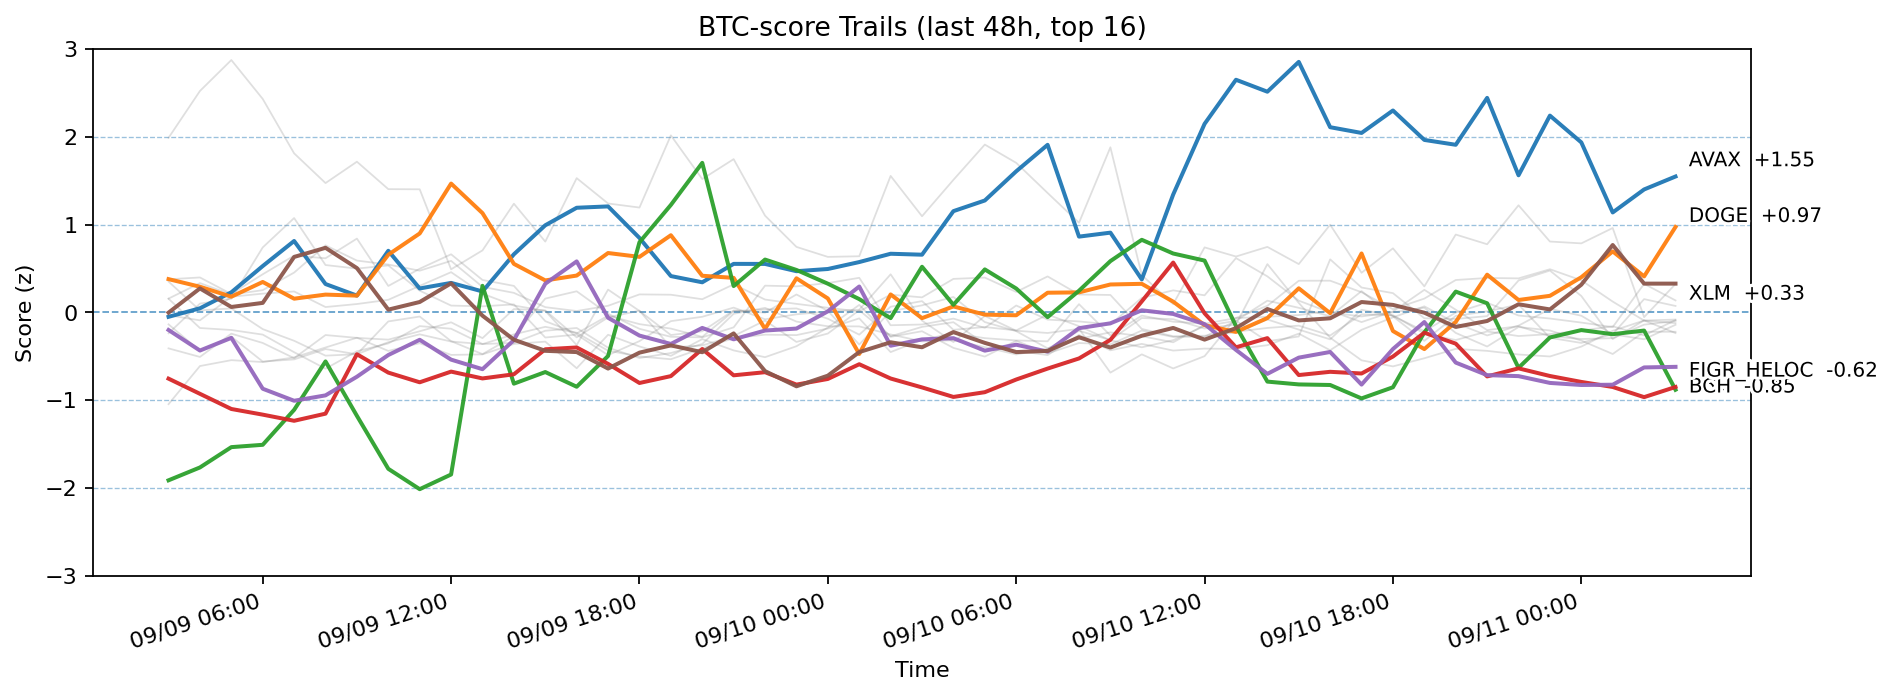 BTC-score Trails (last 48h, top 16)
3
2
1
0
−1
−2
−3
Score (z)
AVAX +1.55
DOGE +0.97
XLM +0.33
FIGR_HELOC -0.62
BCH -0.85
09/09 06:00
09/09 12:00
09/09 18:00
09/10 00:00
09/10 06:00
09/10 12:00
09/10 18:00
09/11 00:00
Time